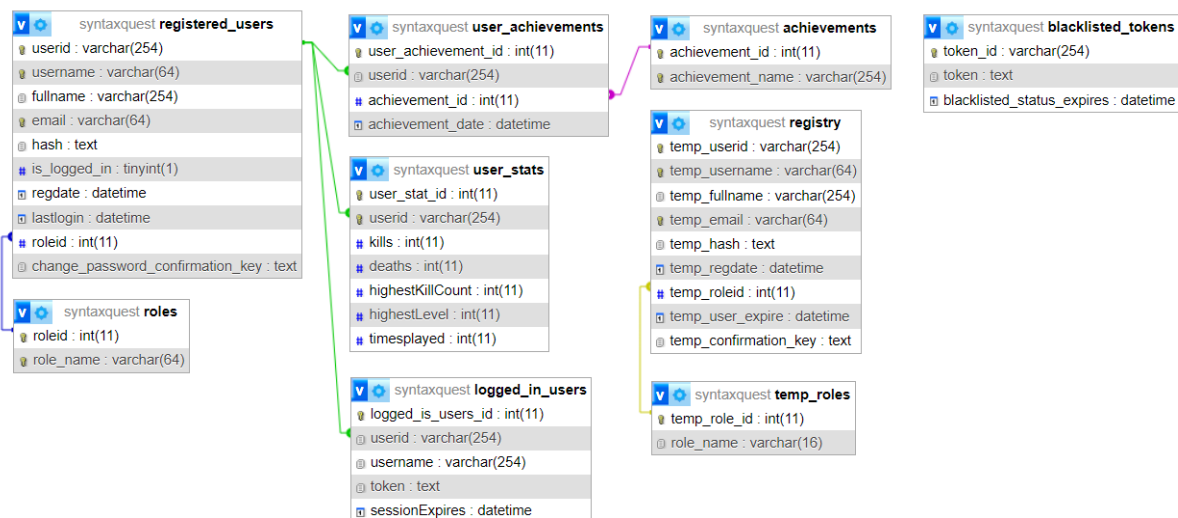 v syntaxquest registered_users
userid : varchar(254)
username : varchar(64)
fullname : varchar(254)
email : varchar(64)
hash : text
# is_logged_in : tinyint(1)
regdate : datetime
lastlogin : datetime
# roleid : int(11)
change_password_confirmation_key : text
v syntaxquest roles
roleid : int(11)
role_name : varchar(64)
v syntaxquest user_achievements
user_achievement_id : int(11)
userid : varchar(254)
# achievement_id : int(11)
achievement_date : datetime
v syntaxquest user_stats
user_stat_id : int(11)
userid : varchar(254)
# kills : int(11)
# deaths : int(11)
# highestKillCount : int(11)
# highestLevel : int(11)
# timesplayed : int(11)
v syntaxquest logged_in_users
logged_is_users_id : int(11)
userid : varchar(254)
username : varchar(254)
token : text
sessionExpires : datetime
v syntaxquest achievements
achievement_id : int(11)
achievement_name : varchar(254)
v syntaxquest registry
temp_userid : varchar(254)
temp_username : varchar(64)
temp_fullname : varchar(254)
temp_email : varchar(64)
temp_hash : text
temp_regdate : datetime
# temp_roleid : int(11)
temp_user_expire : datetime
temp_confirmation_key : text
v syntaxquest temp_roles
temp_role_id : int(11)
role_name : varchar(16)
v syntaxquest blacklisted_tokens
token_id : varchar(254)
token : text
blacklisted_status_expires : datetime